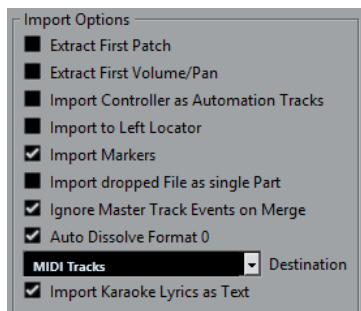 Import Options
Extract First Patch
Extract First Volume/Pan
Import Controller as Automation Tracks
Import to Left Locator
Import Markers
Import dropped File as single Part
Ignore Master Track Events on Merge
Auto Dissolve Format 0
MIDI Tracks Destination
Import Karaoke Lyrics as Text